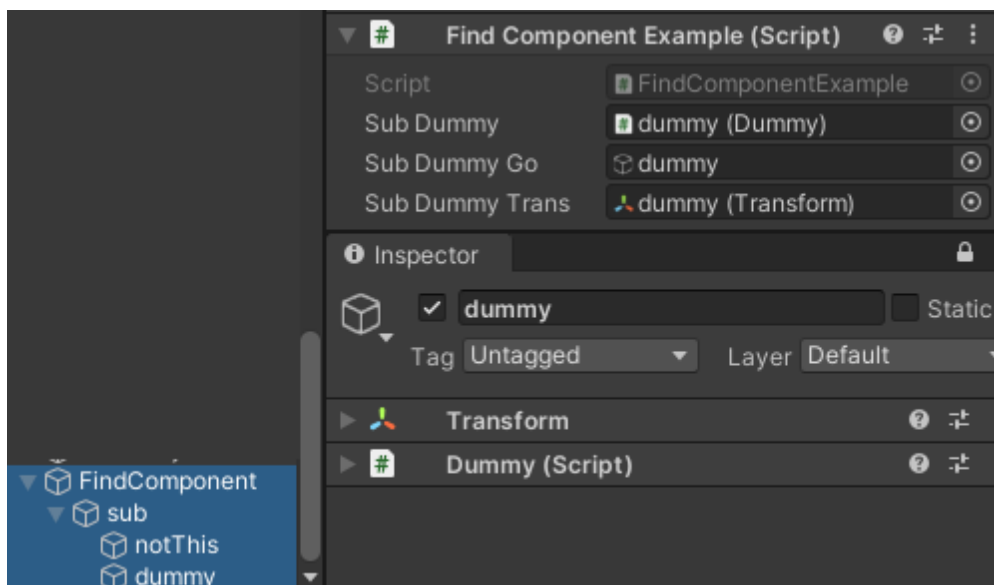 Find Component Example (Script)
Script FindComponentExample
Sub Dummy dummy (Dummy)
Sub Dummy Go dummy
Sub Dummy Trans dummy (Transform)
Inspector
dummy Static
Tag Untagged Layer Default
Transform
Dummy (Script)
FindComponent
sub
notThis
dummy